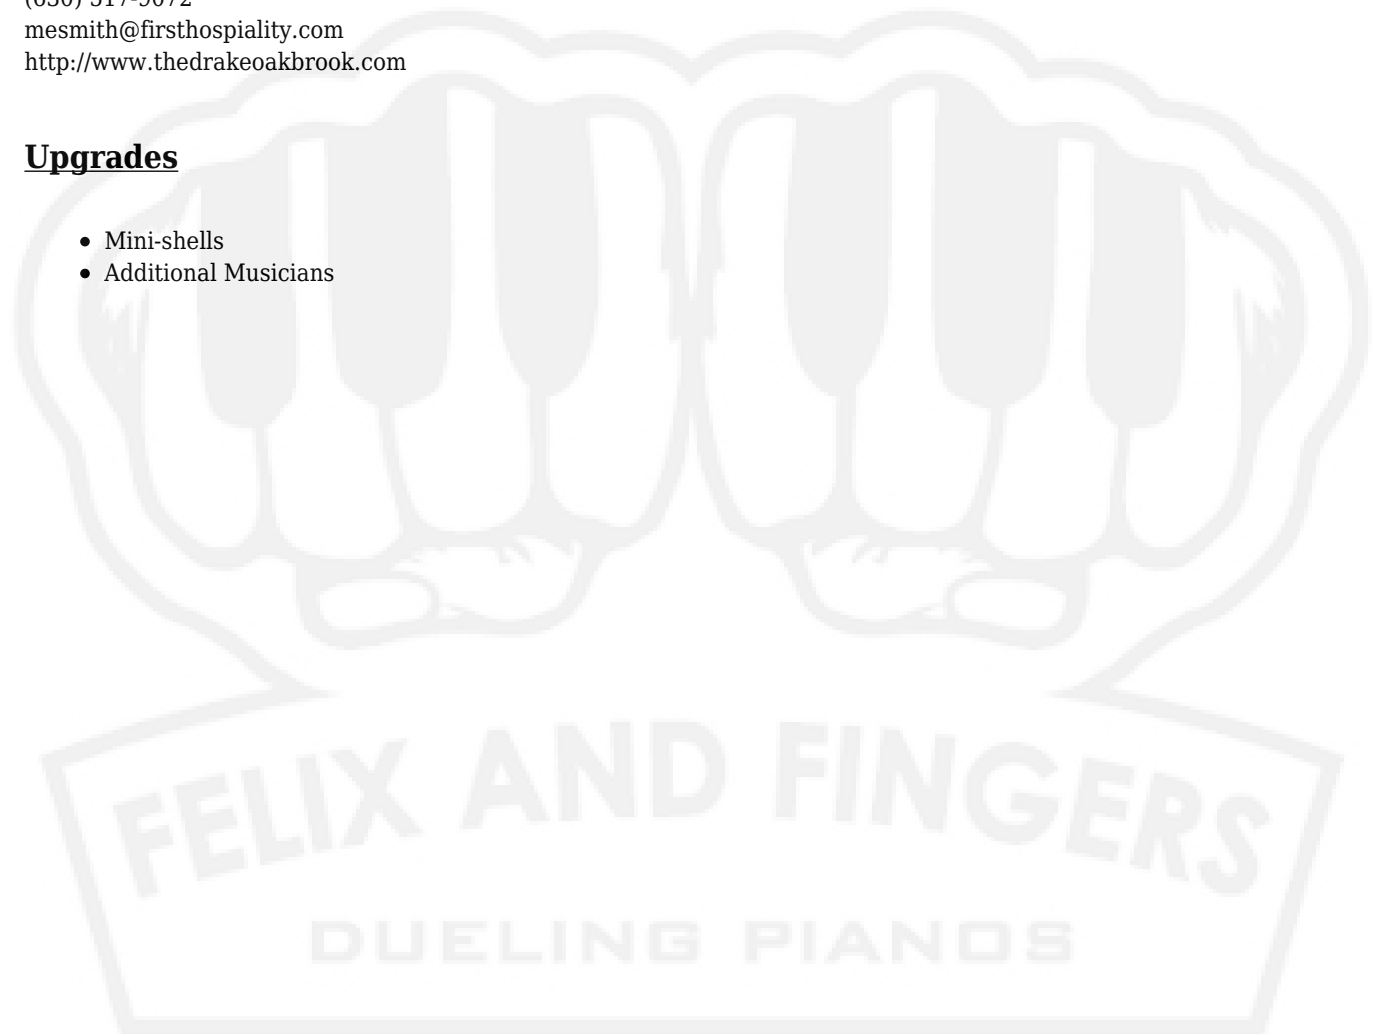 mesmith@firsthospiality.com
http://www.thedrakeoakbrook.com
Upgrades
Mini-shells
Additional Musicians
FELIX AND FINGERS
DUELING PIANOS